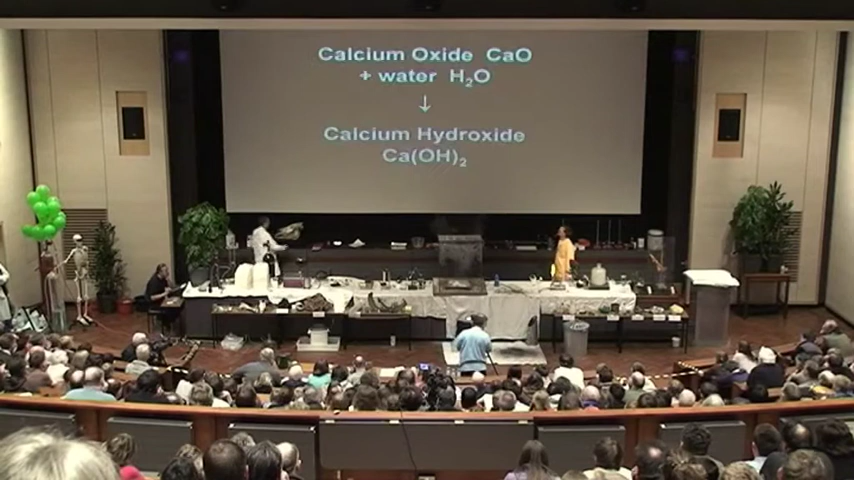 Calcium Oxide CaO
+ water H₂O
↓
Calcium Hydroxide
Ca(OH)₂